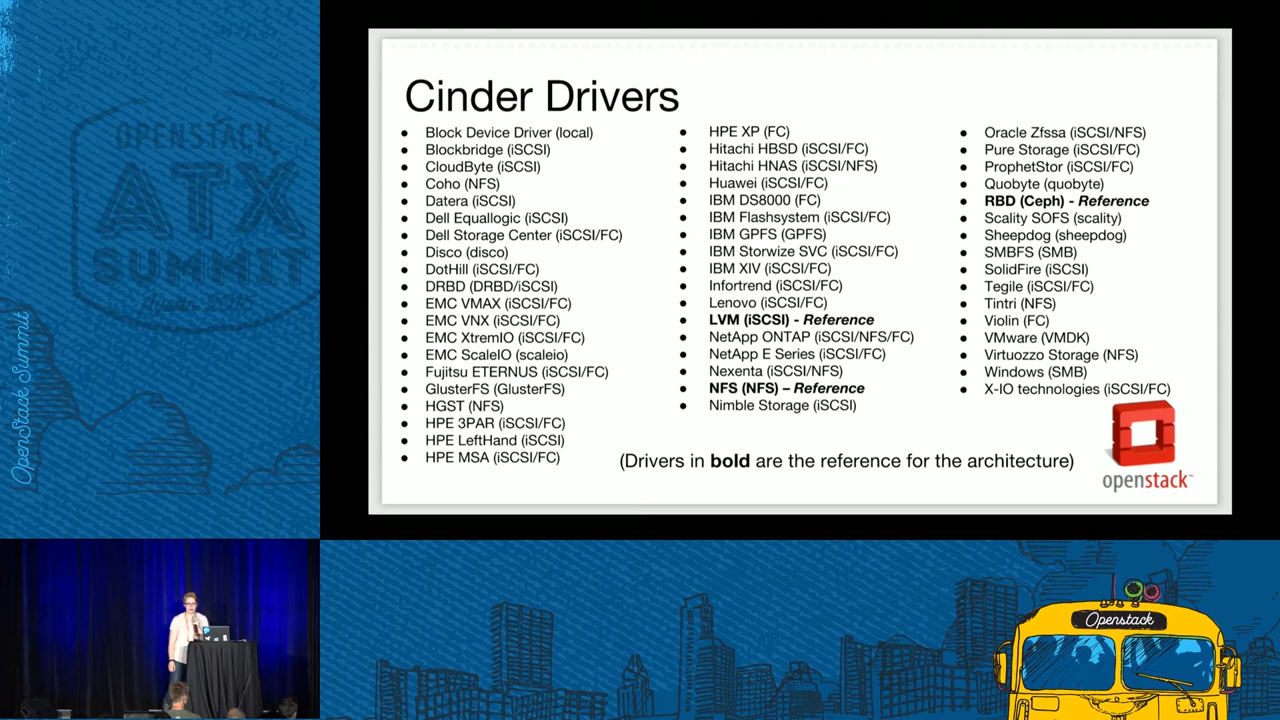 OPENSTACK
ATX
SUMMIT
OpenStack Summit
Cinder Drivers
Block Device Driver (local)
Blockbridge (iSCSI)
CloudByte (iSCSI)
Coho (NFS)
Datera (iSCSI)
Dell Equallogic (iSCSI)
Dell Storage Center (iSCSI/FC)
Disco (disco)
DotHill (iSCSI/FC)
DRBD (DRBD/iSCSI)
EMC VMAX (iSCSI/FC)
EMC VNX (iSCSI/FC)
EMC XtremIO (iSCSI/FC)
EMC ScaleIO (scaleio)
Fujitsu ETERNUS (iSCSI/FC)
GlusterFS (GlusterFS)
HGST (NFS)
HPE 3PAR (iSCSI/FC)
HPE LeftHand (iSCSI)
HPE MSA (iSCSI/FC)
HPE XP (FC)
Hitachi HBSD (iSCSI/FC)
Hitachi HNAS (iSCSI/NFS)
Huawei (iSCSI/FC)
IBM DS8000 (FC)
IBM Flashsystem (iSCSI/FC)
IBM GPFS (GPFS)
IBM Storwize SVC (iSCSI/FC)
IBM XIV (iSCSI/FC)
Infortrend (iSCSI/FC)
Lenovo (iSCSI/FC)
LVM (iSCSI) - Reference
NetApp ONTAP (iSCSI/NFS/FC)
NetApp E Series (iSCSI/FC)
Nexenta (iSCSI/NFS)
NFS (NFS) – Reference
Nimble Storage (iSCSI)
Oracle Zfssa (iSCSI/NFS)
Pure Storage (iSCSI/FC)
ProphetStor (iSCSI/FC)
Quobyte (quobyte)
RBD (Ceph) - Reference
Scality SOFS (scality)
Sheepdog (sheepdog)
SMBFS (SMB)
SolidFire (iSCSI)
Tegile (iSCSI/FC)
Tintri (NFS)
Violin (FC)
VMware (VMDK)
Virtuozzo Storage (NFS)
Windows (SMB)
X-IO technologies (iSCSI/FC)
(Drivers in bold are the reference for the architecture)
openstack™
Openstack